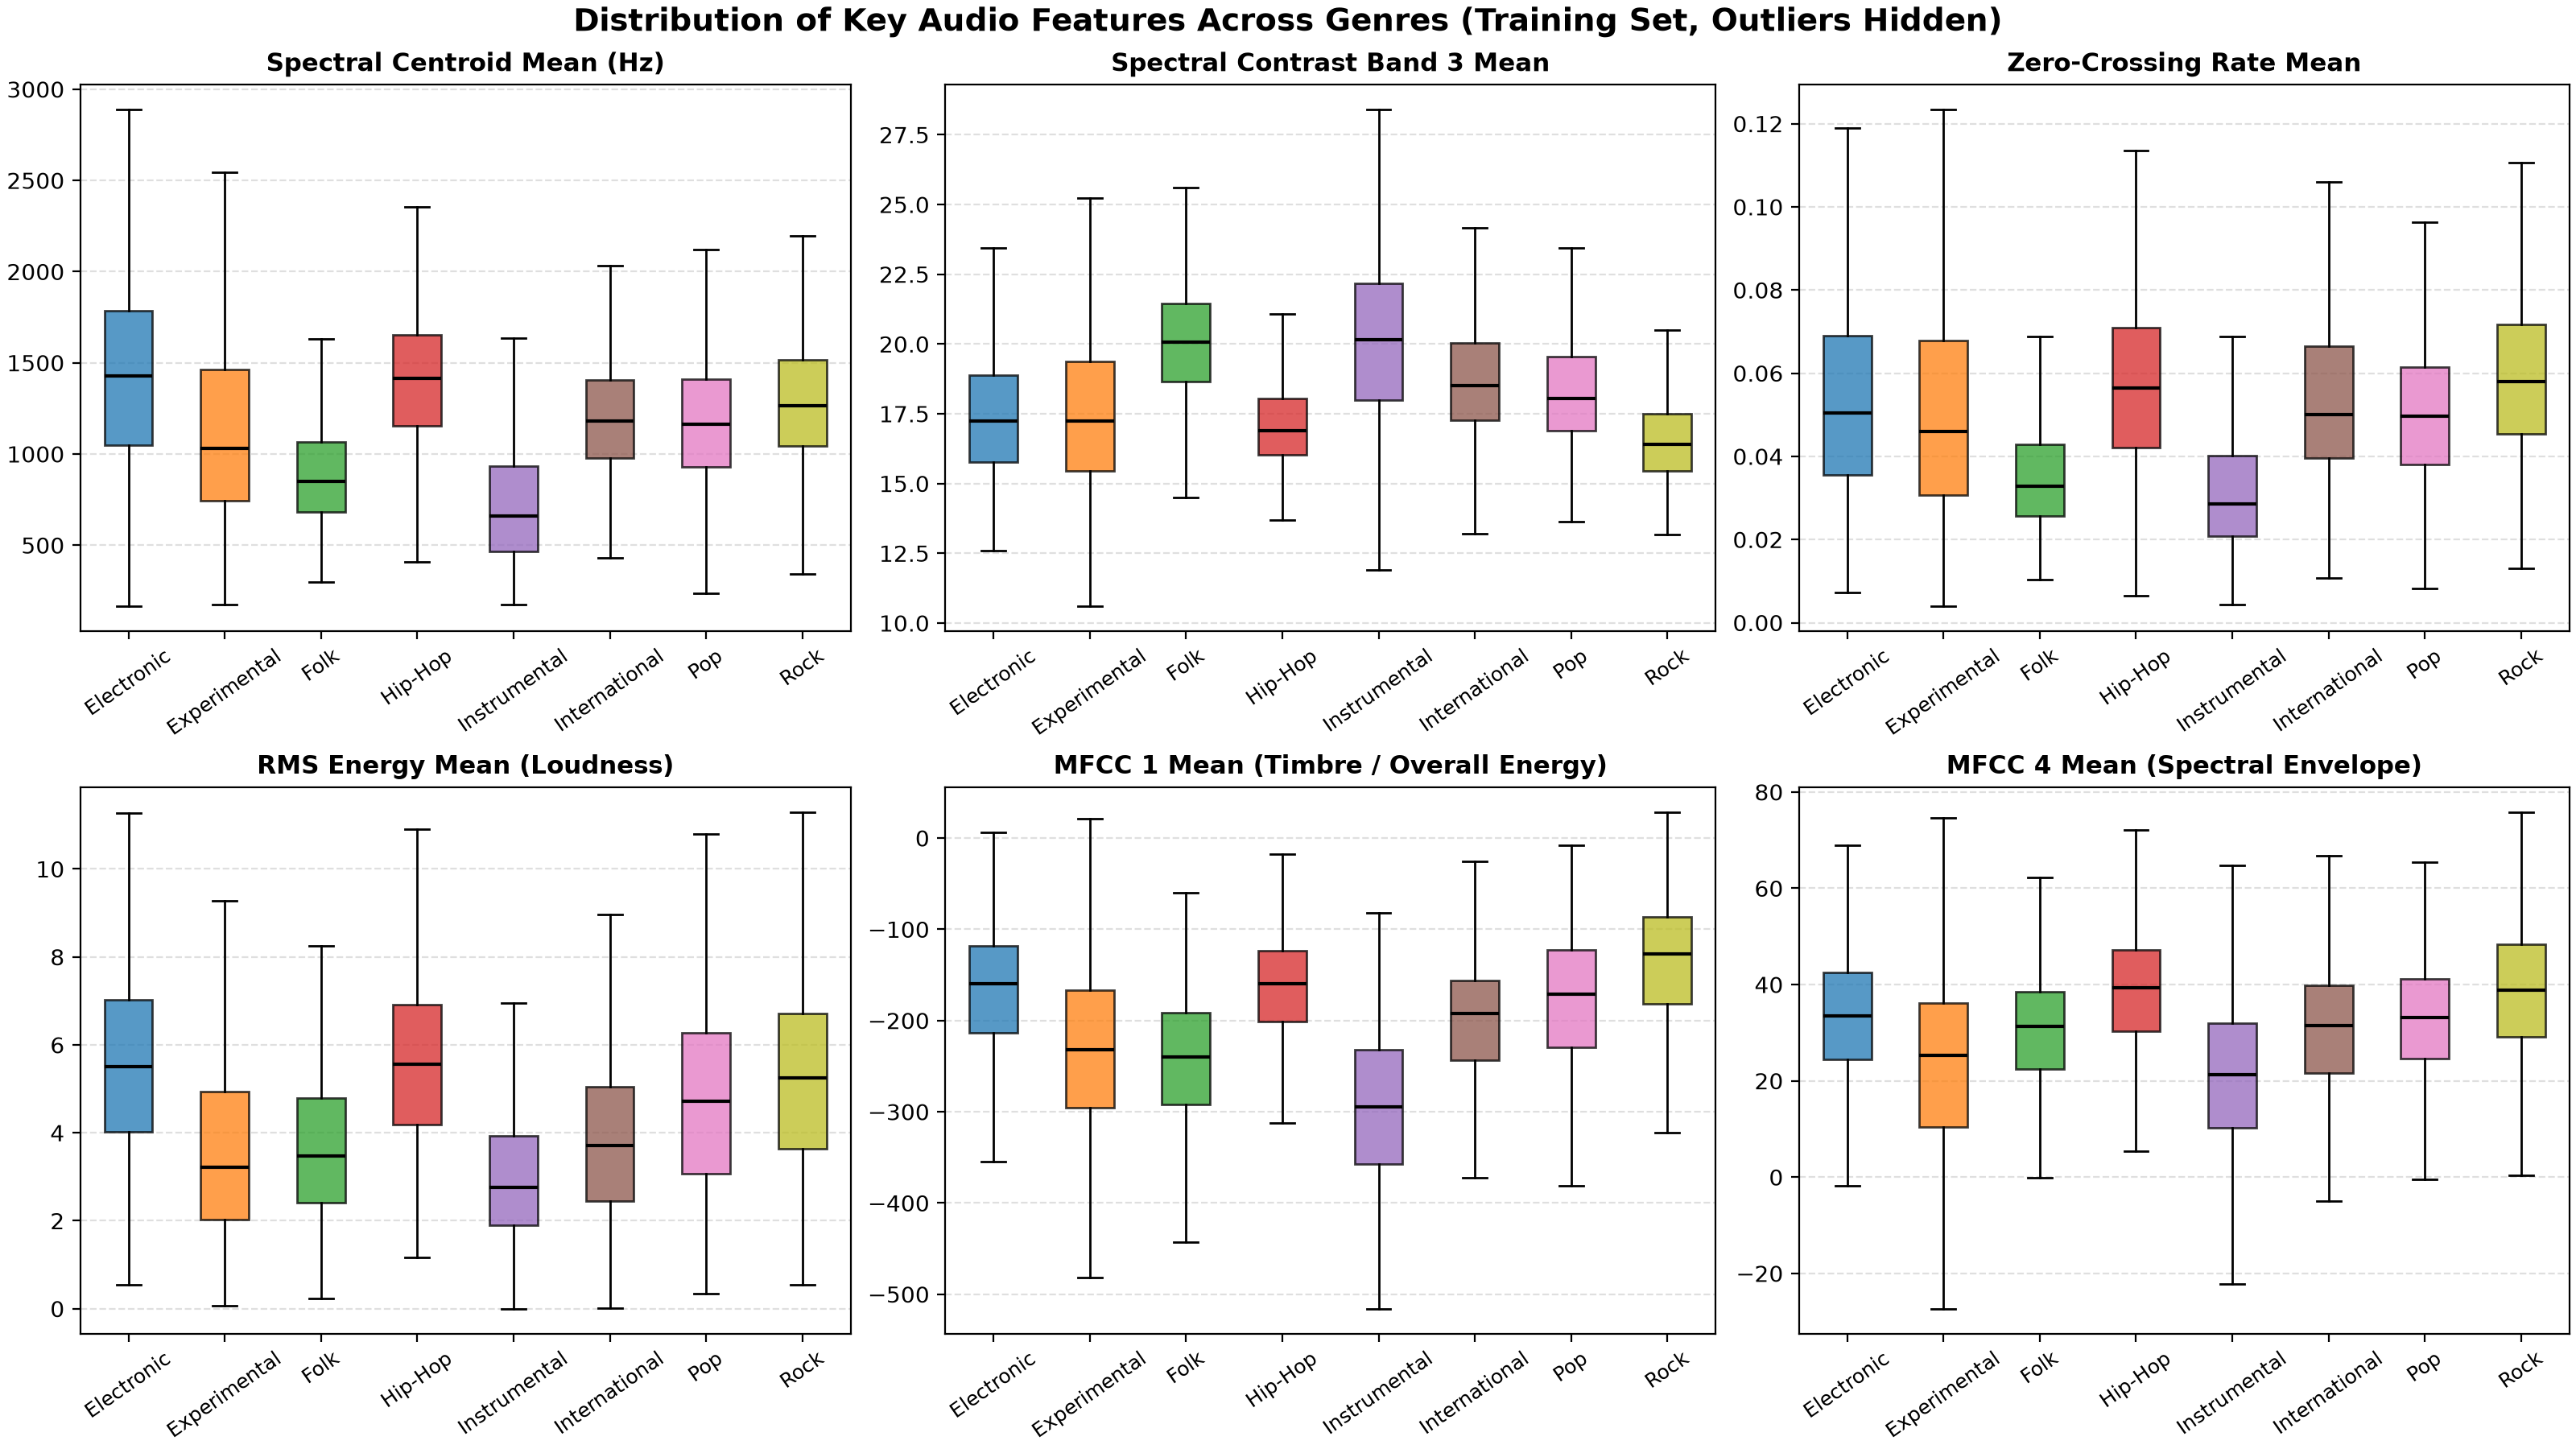 Distribution of Key Audio Features Across Genres (Training Set, Outliers Hidden)
Spectral Centroid Mean (Hz)
3000
2500
2000
1500
1000
500
Electronic
Experimental
Folk
Hip-Hop
Instrumental
International
Pop
Rock
Spectral Contrast Band 3 Mean
27.5
25.0
22.5
20.0
17.5
15.0
12.5
10.0
Electronic
Experimental
Folk
Hip-Hop
Instrumental
International
Pop
Rock
Zero-Crossing Rate Mean
0.12
0.10
0.08
0.06
0.04
0.02
0.00
Electronic
Experimental
Folk
Hip-Hop
Instrumental
International
Pop
Rock
RMS Energy Mean (Loudness)
10
8
6
4
2
0
Electronic
Experimental
Folk
Hip-Hop
Instrumental
International
Pop
Rock
MFCC 1 Mean (Timbre / Overall Energy)
0
−100
−200
−300
−400
−500
Electronic
Experimental
Folk
Hip-Hop
Instrumental
International
Pop
Rock
MFCC 4 Mean (Spectral Envelope)
80
60
40
20
0
−20
Electronic
Experimental
Folk
Hip-Hop
Instrumental
International
Pop
Rock